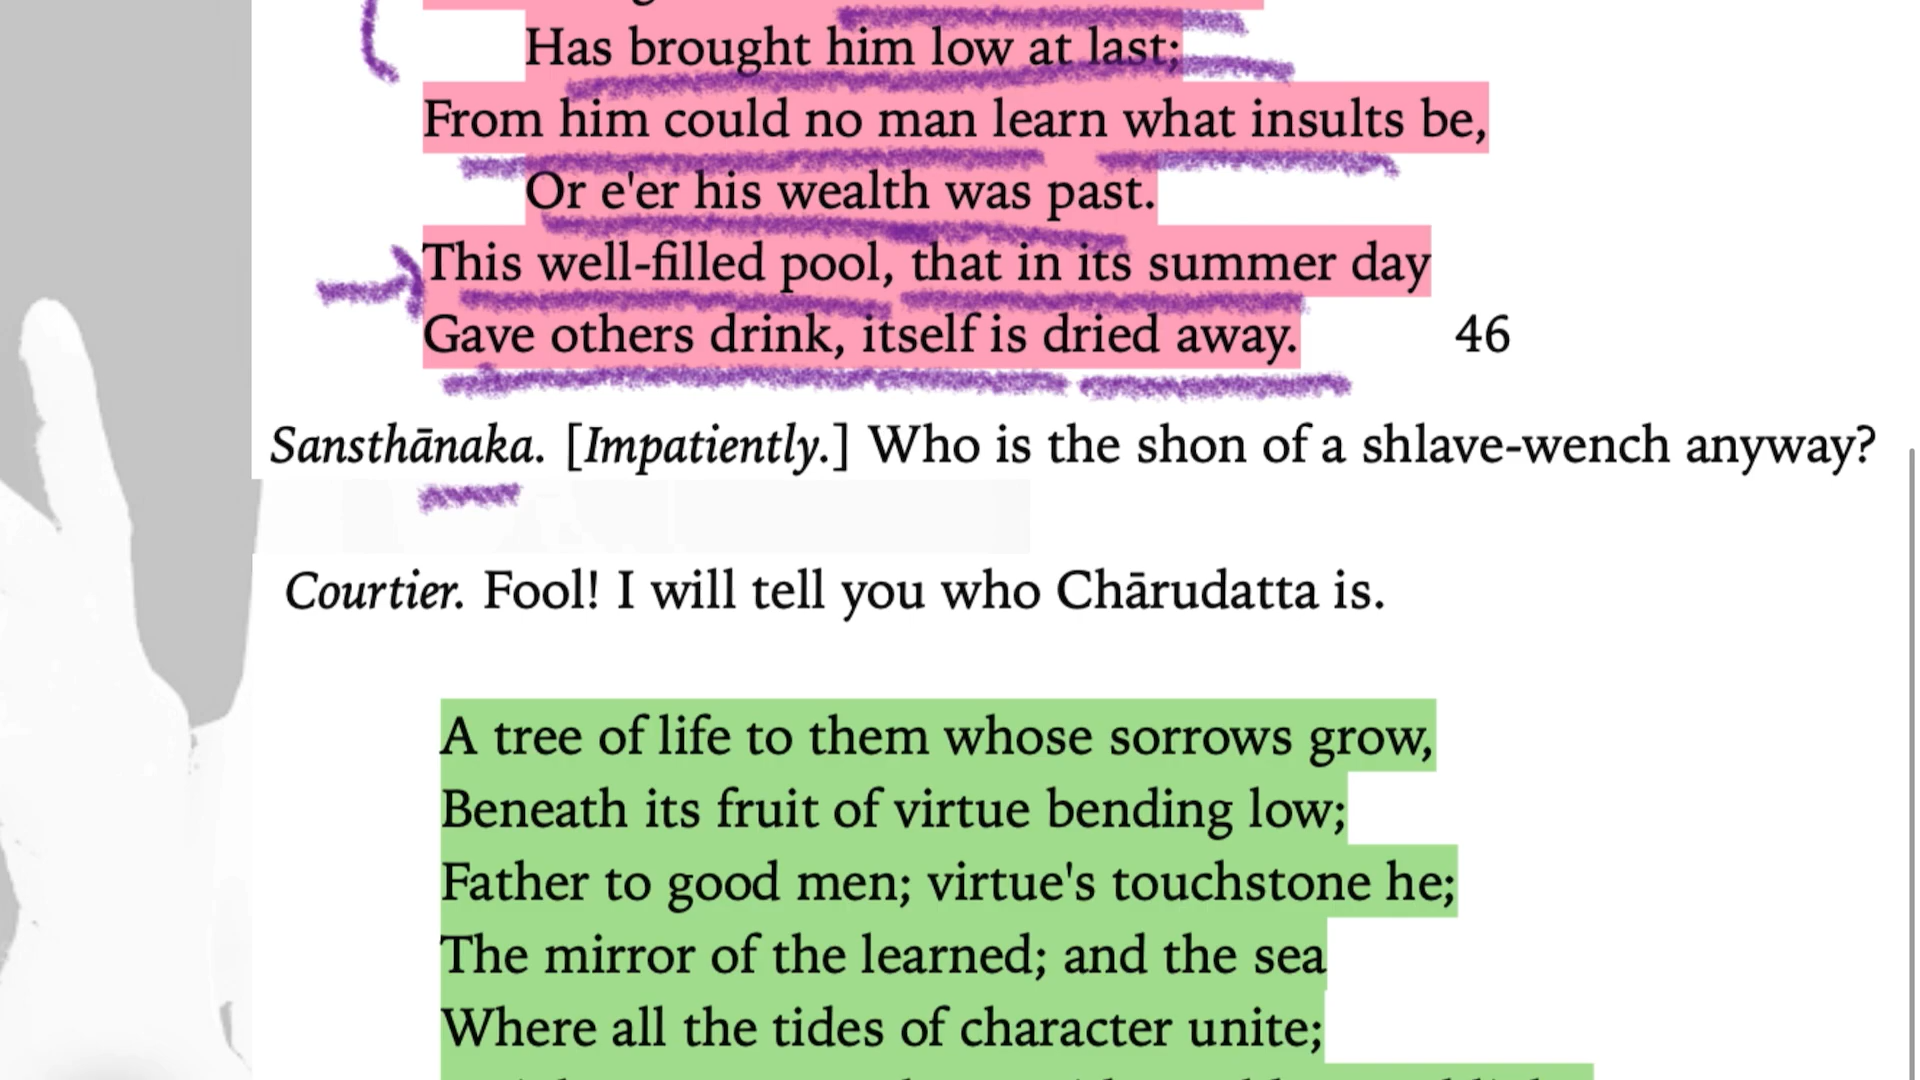 Has brought him low at last;
From him could no man learn what insults be,
Or e'er his wealth was past.
This well-filled pool, that in its summer day
Gave others drink, itself is dried away. 46
Sansthānaka. [Impatiently.] Who is the shon of a shlave-wench anyway?
Courtier. Fool! I will tell you who Chārudatta is.
A tree of life to them whose sorrows grow,
Beneath its fruit of virtue bending low;
Father to good men; virtue's touchstone he;
The mirror of the learned; and the sea
Where all the tides of character unite;